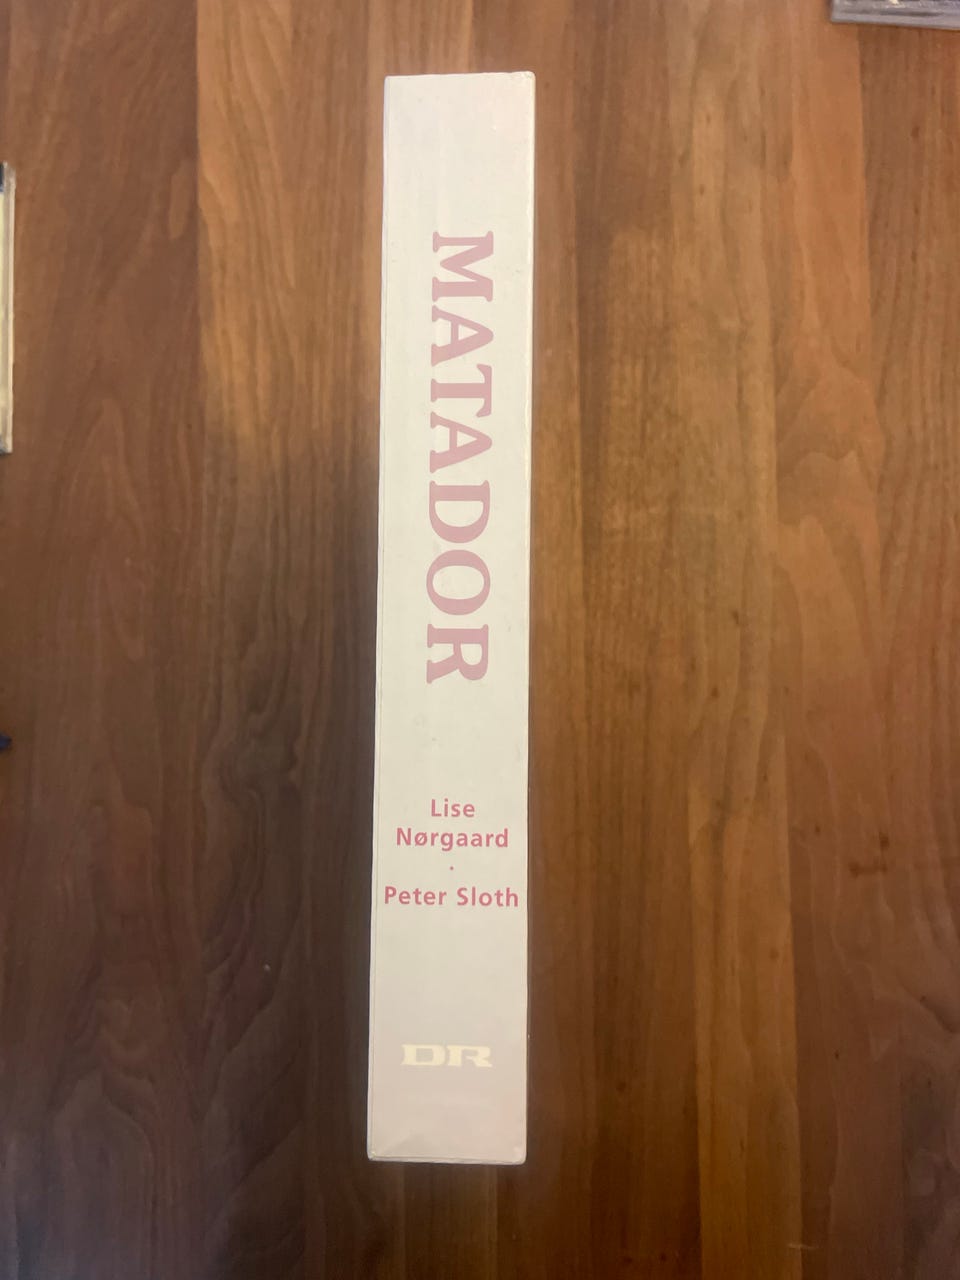 MATADOR
Lise
Nørgaard
·
Peter Sloth
DR